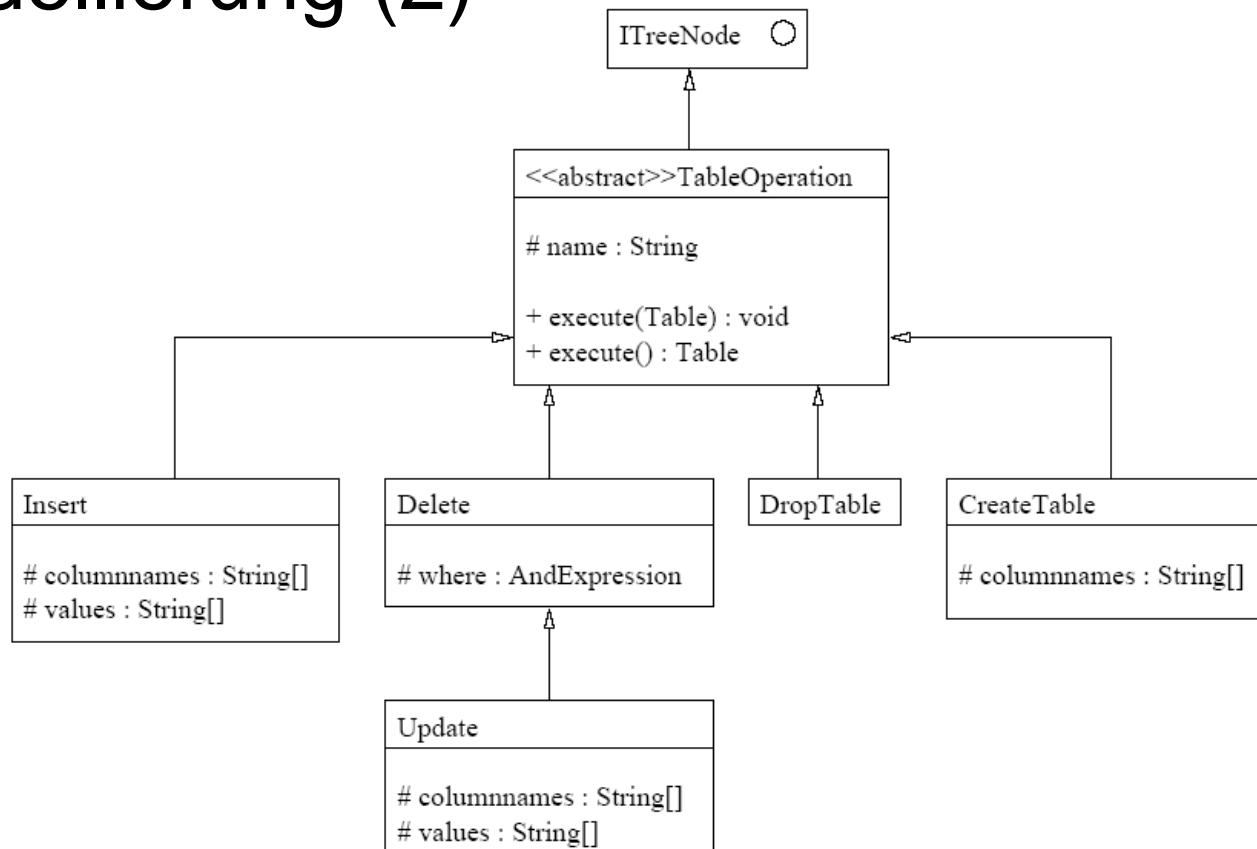 (2)
ITreeNode
<<abstract>>TableOperation
# name : String
+ execute(Table) : void
+ execute() : Table
Insert
# columnnames : String[]
# values : String[]
Delete
# where : AndExpression
DropTable
CreateTable
# columnnames : String[]
Update
# columnnames : String[]
# values : String[]